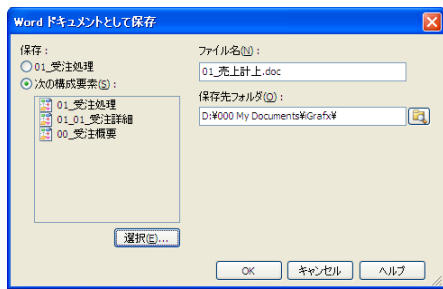 Word ドキュメントとして保存
保存:
01_受注処理
次の構成要素(S):
01_受注処理
01_01_受注詳細
00_受注概要
選択(E)...
ファイル名(N):
01_売上計上.doc
保存先フォルダ(O):
D:¥000 My Documents¥Grafx¥
OK
キャンセル
ヘルプ